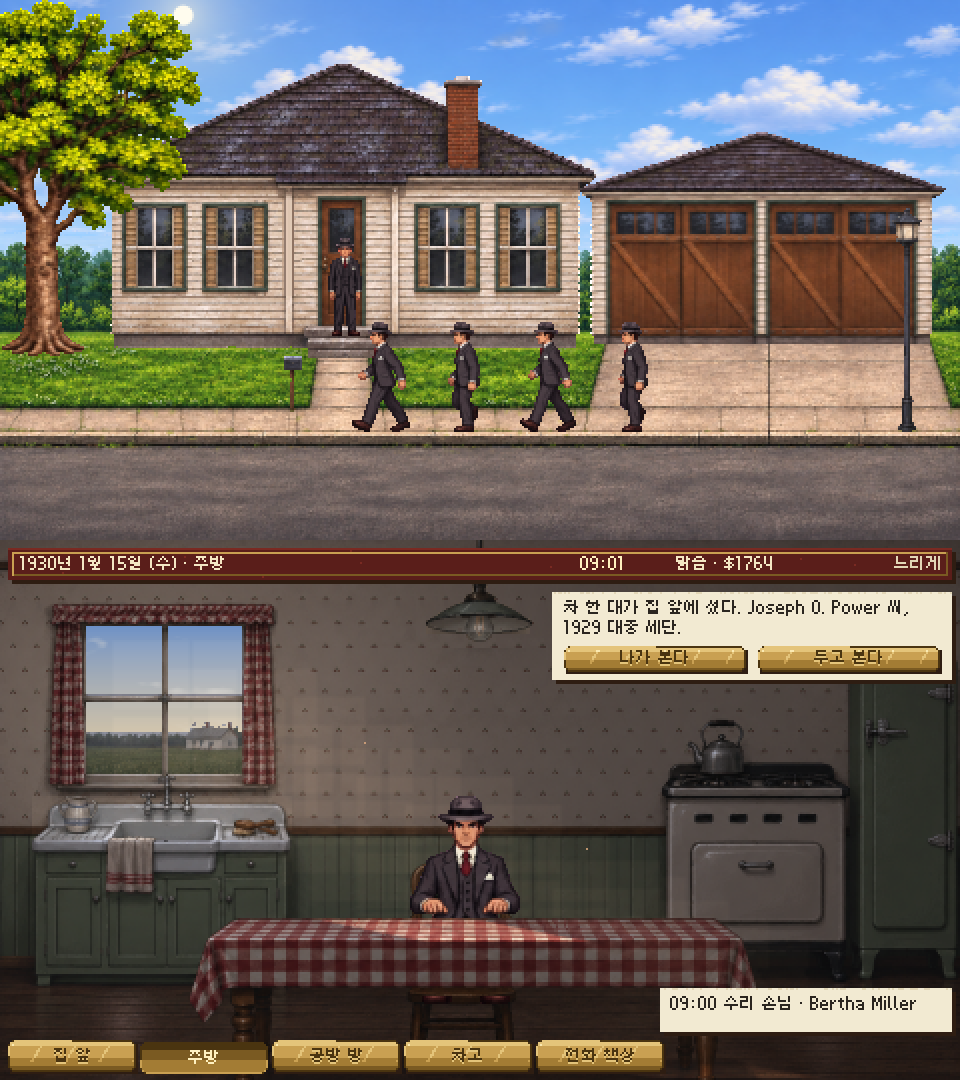 1930년 1월 15일 (수) · 주방
09:01
맑음 · $1764
느리게
차 한 대가 집 앞에 섰다. Joseph O. Power 씨,
1929 대중 세단.
나가 본다
두고 본다
09:00 수리 손님 · Bertha Miller
집 앞
주방
공방 방
차고
전화 책상